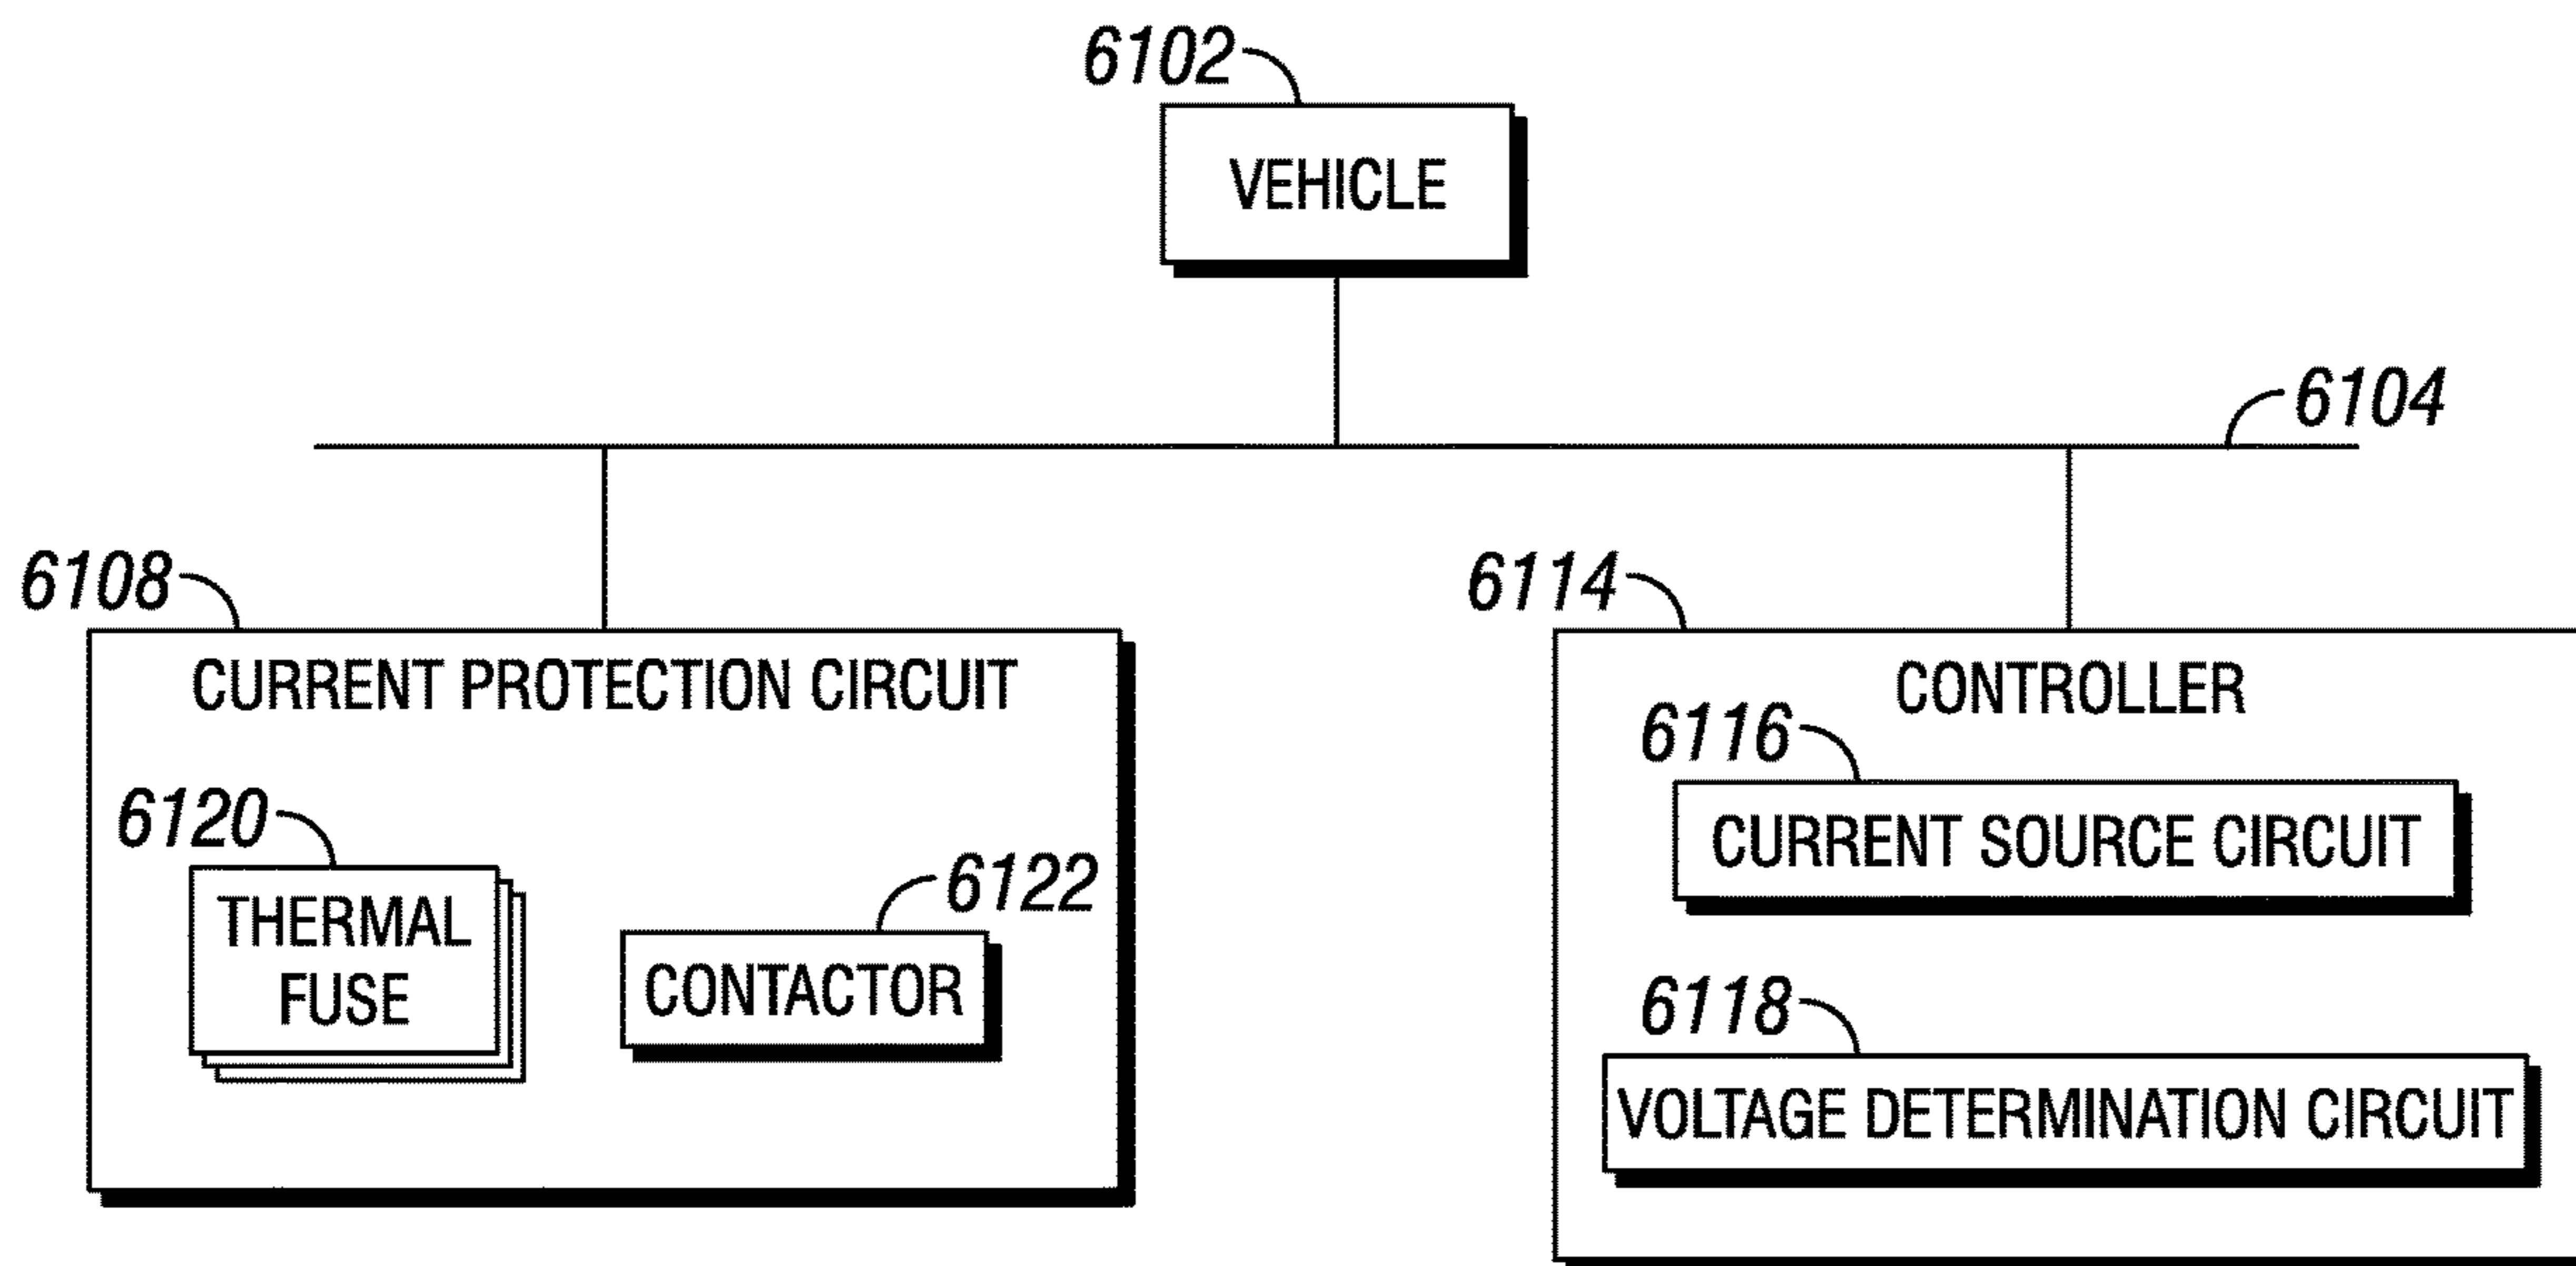 6102
VEHICLE
6104
6108
CURRENT PROTECTION CIRCUIT
6120
THERMAL
FUSE
6122
CONTACTOR
6114
CONTROLLER
6116
CURRENT SOURCE CIRCUIT
6118
VOLTAGE DETERMINATION CIRCUIT